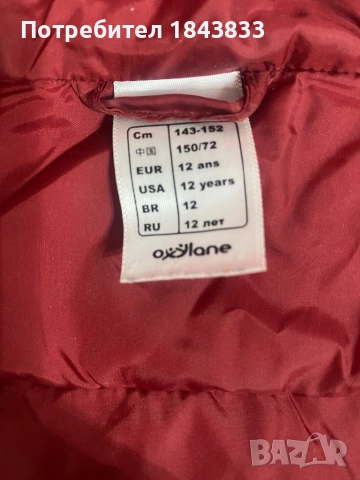 Потребител 1843833
Cm 143-152
中国 150/72
EUR 12 ans
USA 12 years
BR 12
RU 12 лет
oxylane
BAZAR